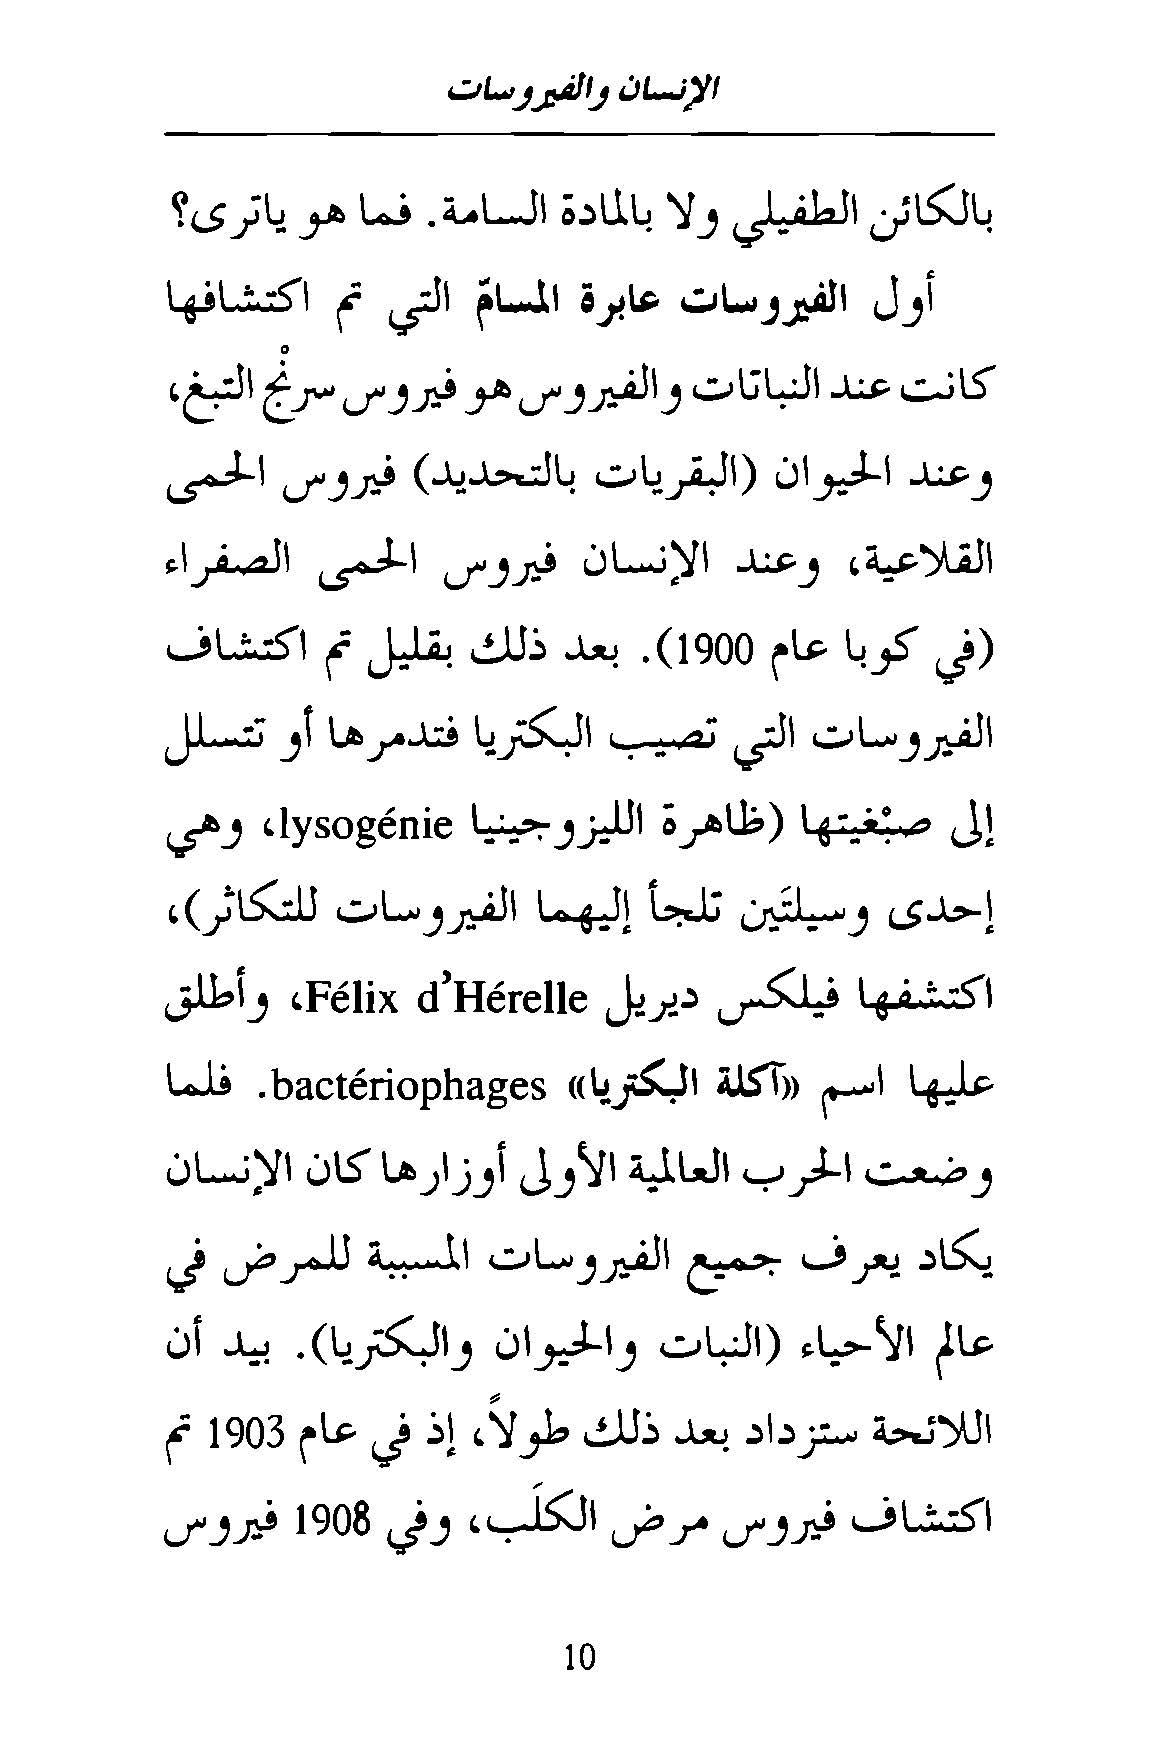 الإنسان والفيروسات
بالكائن الطفيلي ولا بالمادة السامة. فما هو ياترى؟
أول الفيروسات عابرة المسامّ التي تم اكتشافها
كانت عند النباتات والفيروس هو فيروس سرنْج التبغ،
وعند الحيوان (البقريات بالتحديد) فيروس الحمى
القلاعية، وعند الإنسان فيروس الحمى الصفراء
(في كوبا عام 1900). بعد ذلك بقليل تم اكتشاف
الفيروسات التي تصيب البكتريا فتدمرها أو تتسلل
إلى صبْغيتها (ظاهرة الليزوجينيا lysogénie، وهي
إحدى وسيلتَين تلجأ إليهما الفيروسات للتكاثر)،
اكتشفها فيلكس ديريل Félix d'Hérelle، وأطلق
عليها اسم «آكلة البكتريا» bactériophages. فلما
وضعت الحرب العالمية الأولى أوزارها كان الإنسان
يكاد يعرف جميع الفيروسات المسببة للمرض في
عالم الأحياء (النبات والحيوان والبكتريا). بيد أن
اللائحة ستزداد بعد ذلك طولاً، إذ في عام 1903 تم
اكتشاف فيروس مرض الكلَب، وفي 1908 فيروس
10